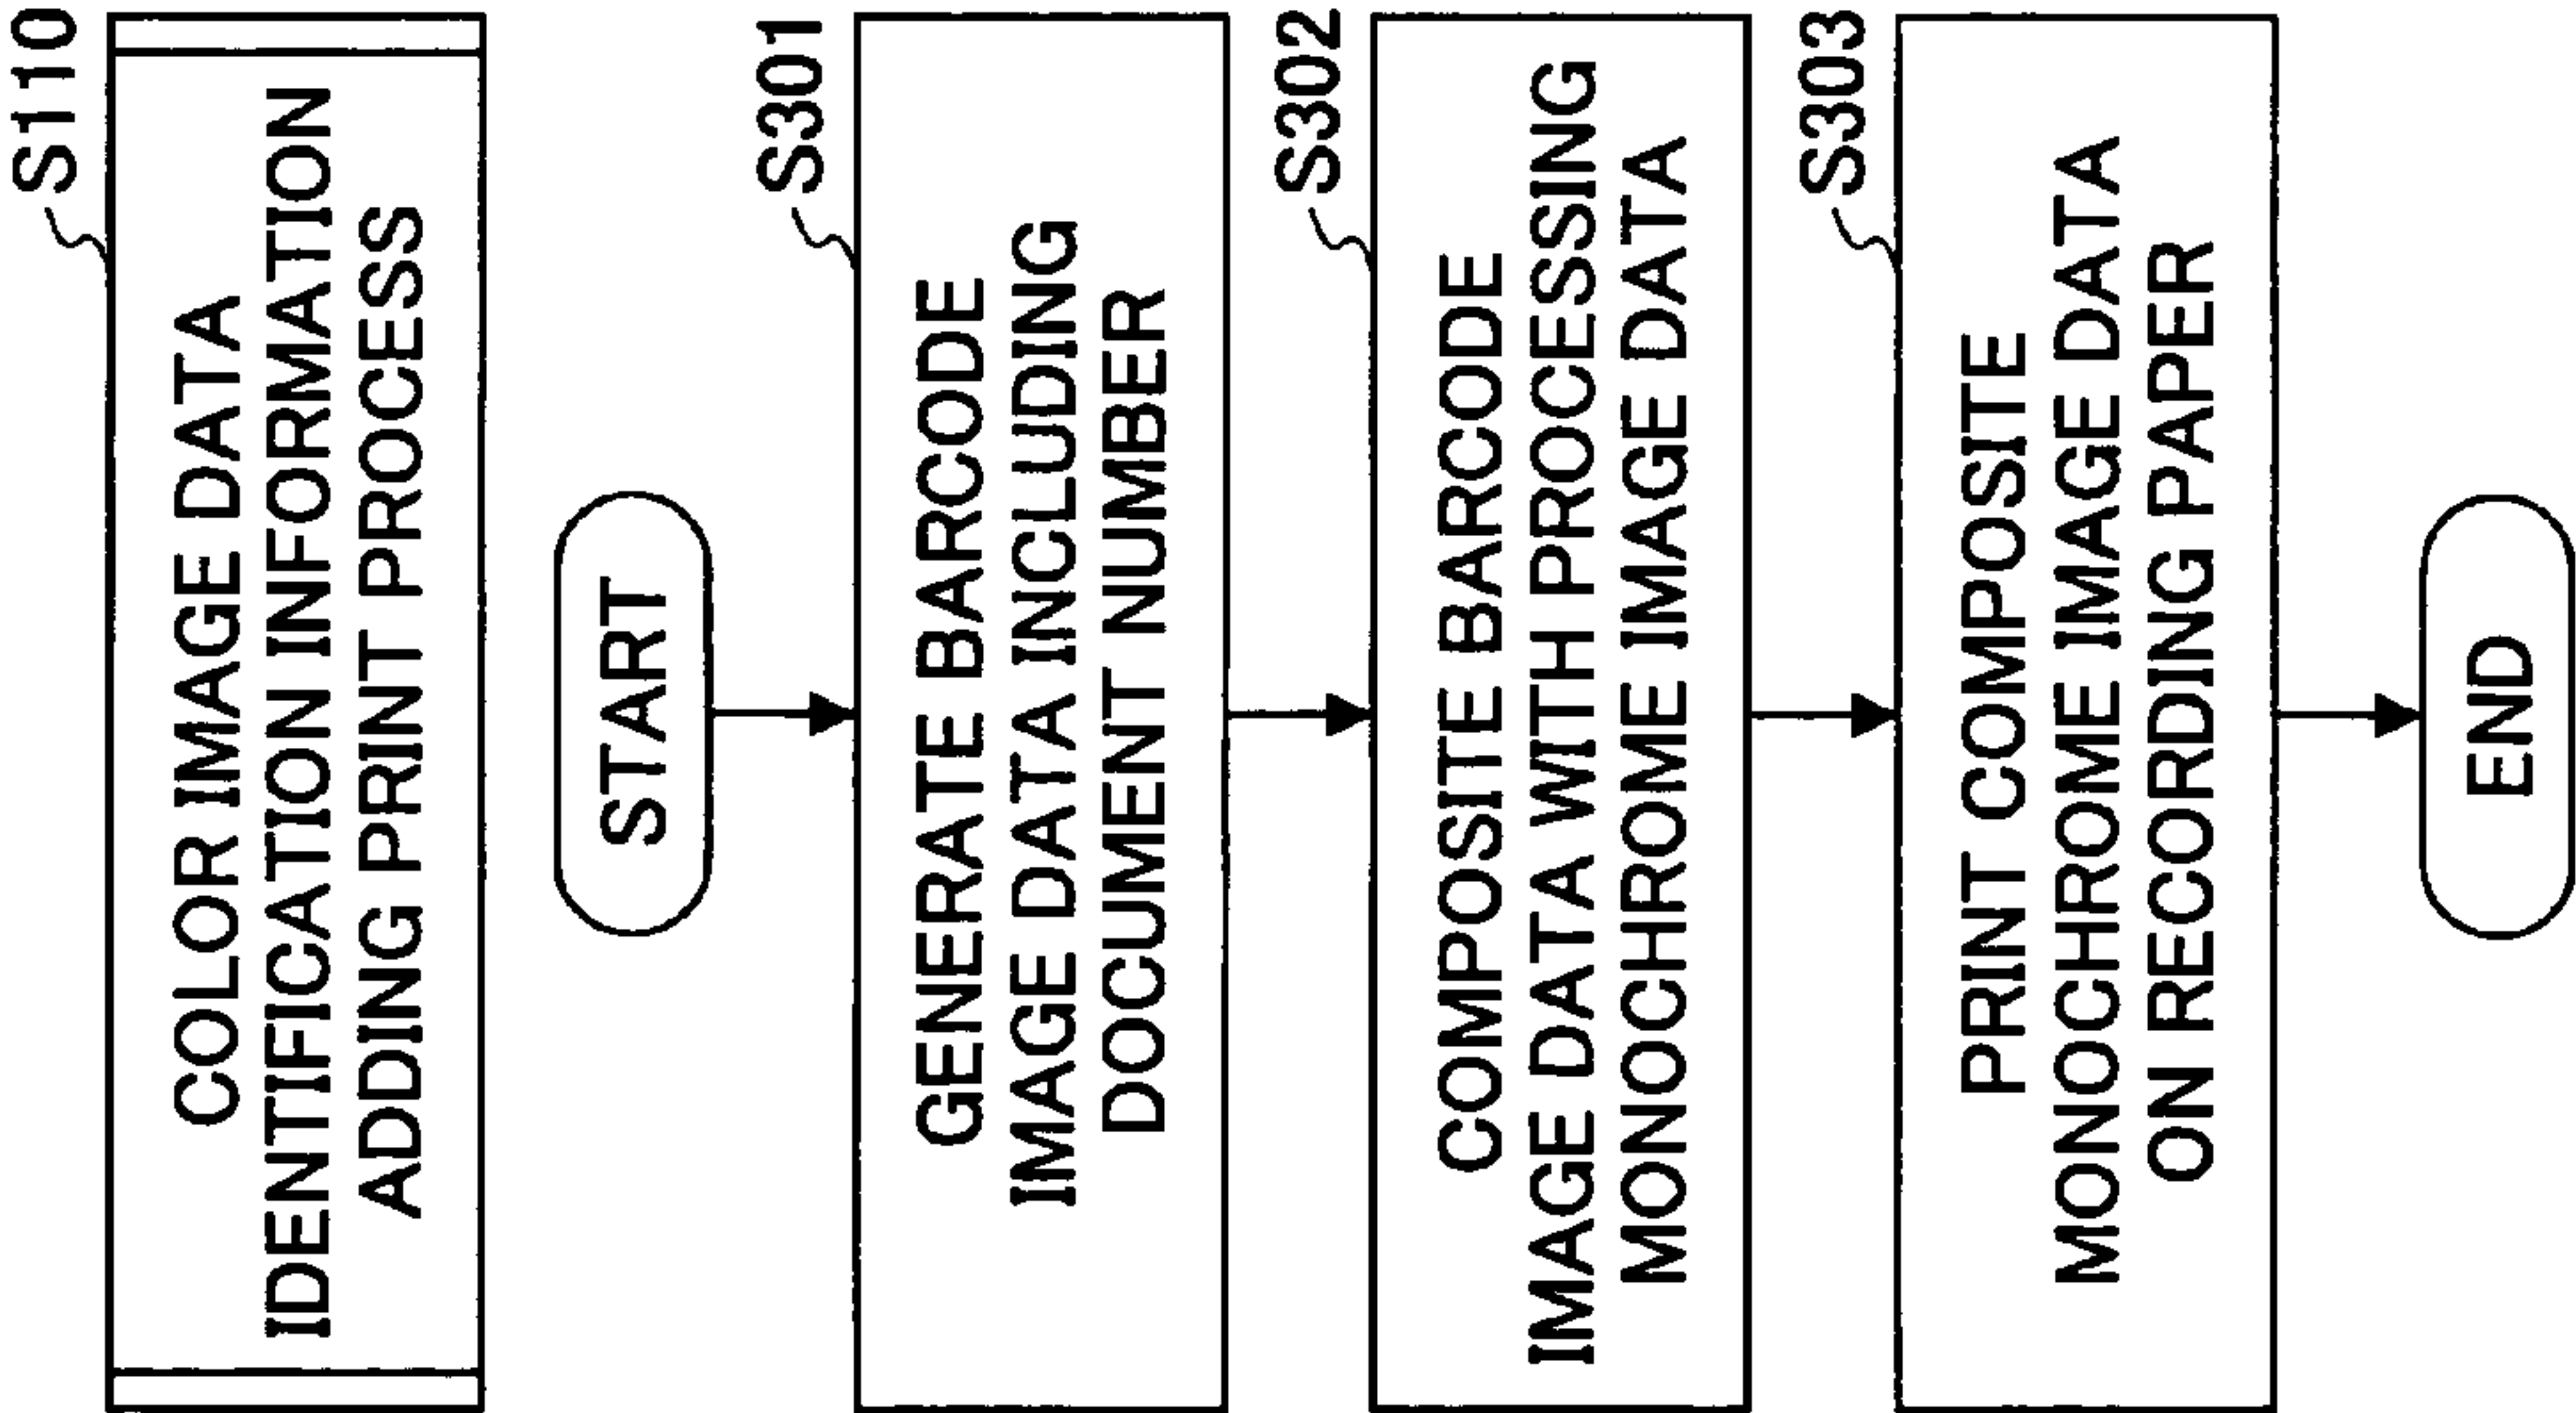 S110
COLOR IMAGE DATA
IDENTIFICATION INFORMATION
ADDING PRINT PROCESS
START
S301
GENERATE BARCODE
IMAGE DATA INCLUDING
DOCUMENT NUMBER
S302
COMPOSITE BARCODE
IMAGE DATA WITH PROCESSING
MONOCHROME IMAGE DATA
S303
PRINT COMPOSITE
MONOCHROME IMAGE DATA
ON RECORDING PAPER
END